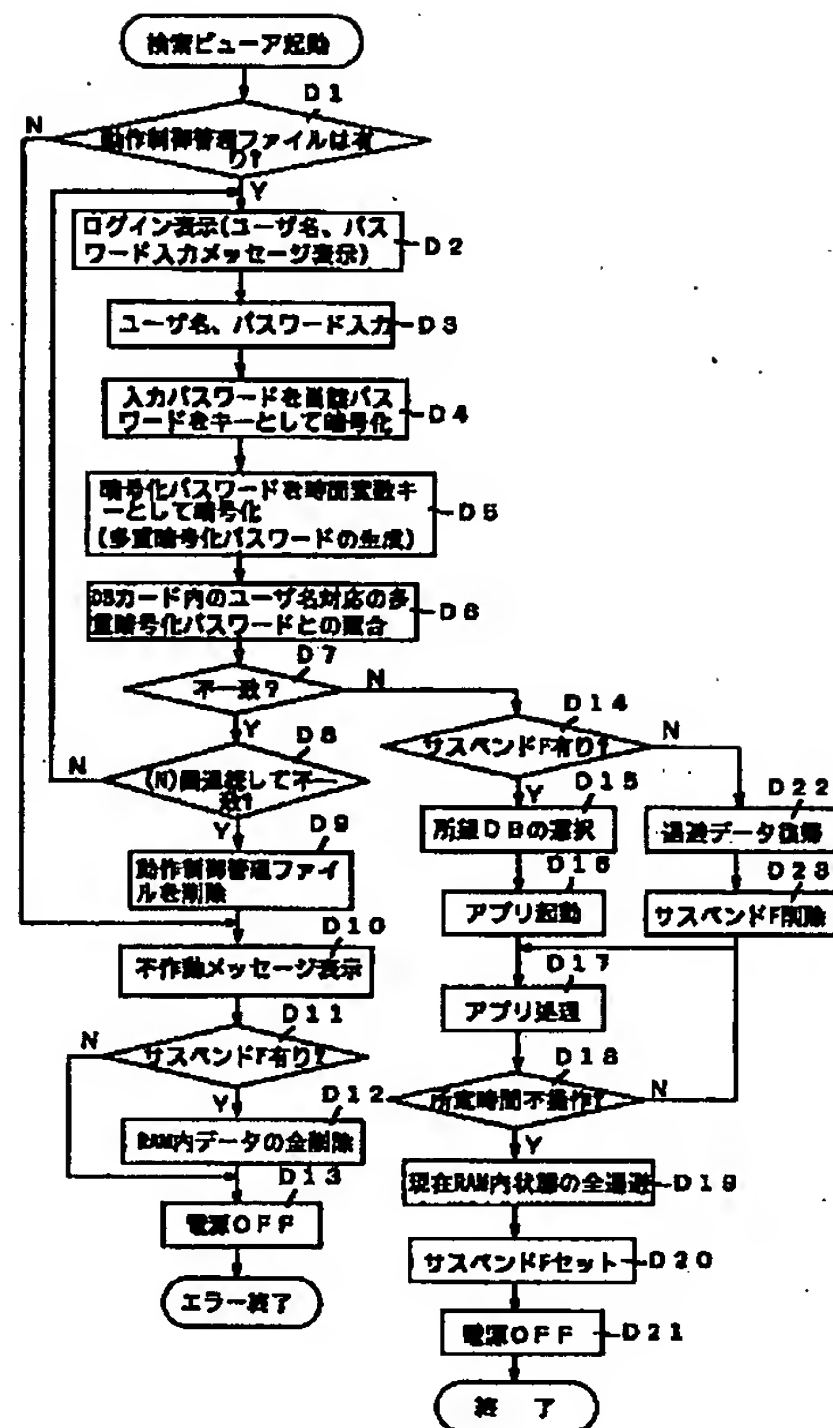 検索ビューア起動
D1
N
動作制御管理ファイルは有
り?
Y
ログイン表示(ユーザ名、パス
ワード入力メッセージ表示)
D2
ユーザ名、パスワード入力
D3
入力パスワードを当該パス
ワードをキーとして暗号化
D4
暗号化パスワードを時間変数キ
ーとして暗号化
(多重暗号化パスワードの生成)
D5
DBカード内のユーザ名対応の多
重暗号化パスワードとの照合
D6
D7
不一致?
N
Y
D8
N
(N)回連続して不一
致?
Y
D9
動作制御管理ファイ
ルを削除
D10
不作動メッセージ表示
D11
N
サスペンドF有り?
Y
D12
RAM内データの全削除
D13
電源OFF
エラー終了
D14
サスペンドF有り?
N
Y
D15
所望DBの選択
D16
アプリ起動
D17
アプリ処理
D18
所定時間不操作?
N
Y
現在RAM内状態の全退避
D19
サスペンドFセット
D20
電源OFF
D21
終 了
D22
退避データ復帰
D23
サスペンドF削除